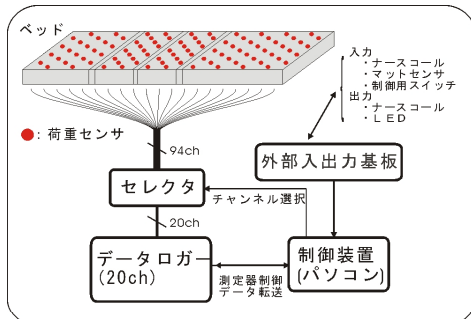 ベッド
入力
・ナースコール
・マットセンサ
・制御用スイッチ
出力
・ナースコール
・ＬＥＤ
：荷重センサ
94ch
外部入出力基板
セレクタ
チャンネル選択
20ch
データロガー
(20ch)
測定器制御
データ転送
制御装置
(パソコン)